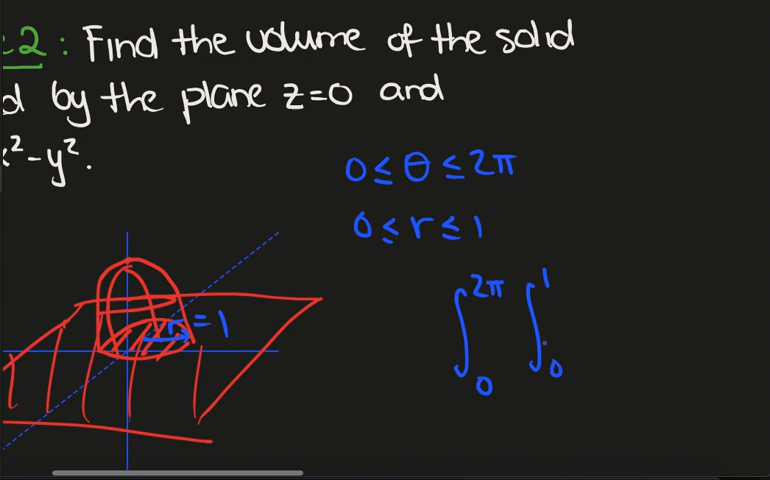 2: Find the volume of the solid
d by the plane z=0 and
x²-y².
0 ≤ θ ≤ 2π
0 ≤ r ≤ 1
r = 1
∫₀^2π ∫₀^1